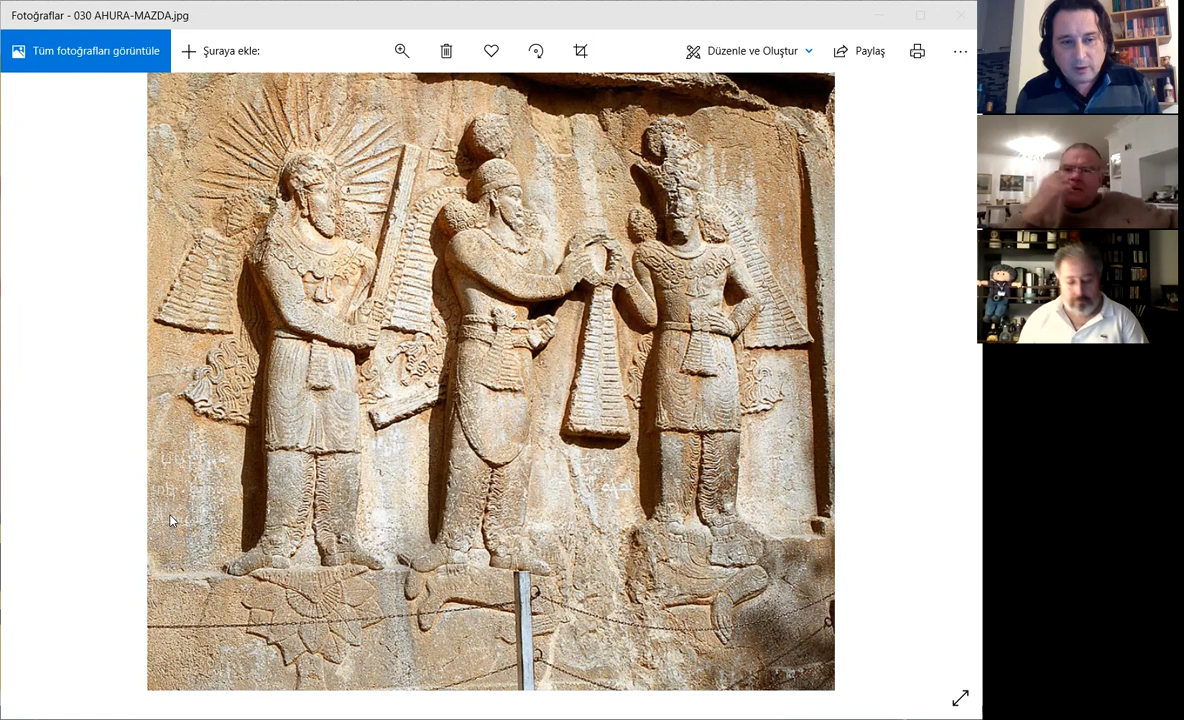 Fotoğraflar - 030 AHURA-MAZDA.jpg
Tüm fotoğrafları görüntüle
Şuraya ekle:
Düzenle ve Oluştur
Paylaş